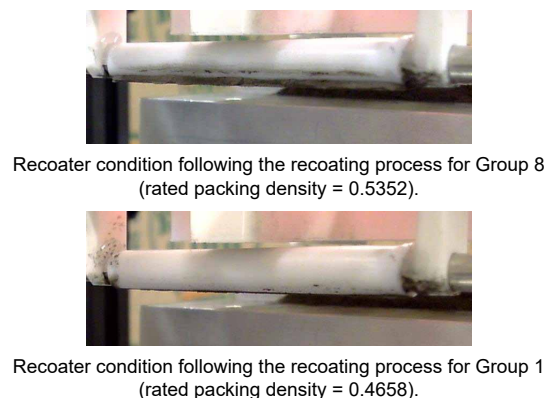 Recoater condition following the recoating process for Group 8
(rated packing density = 0.5352).
Recoater condition following the recoating process for Group 1
(rated packing density = 0.4658).